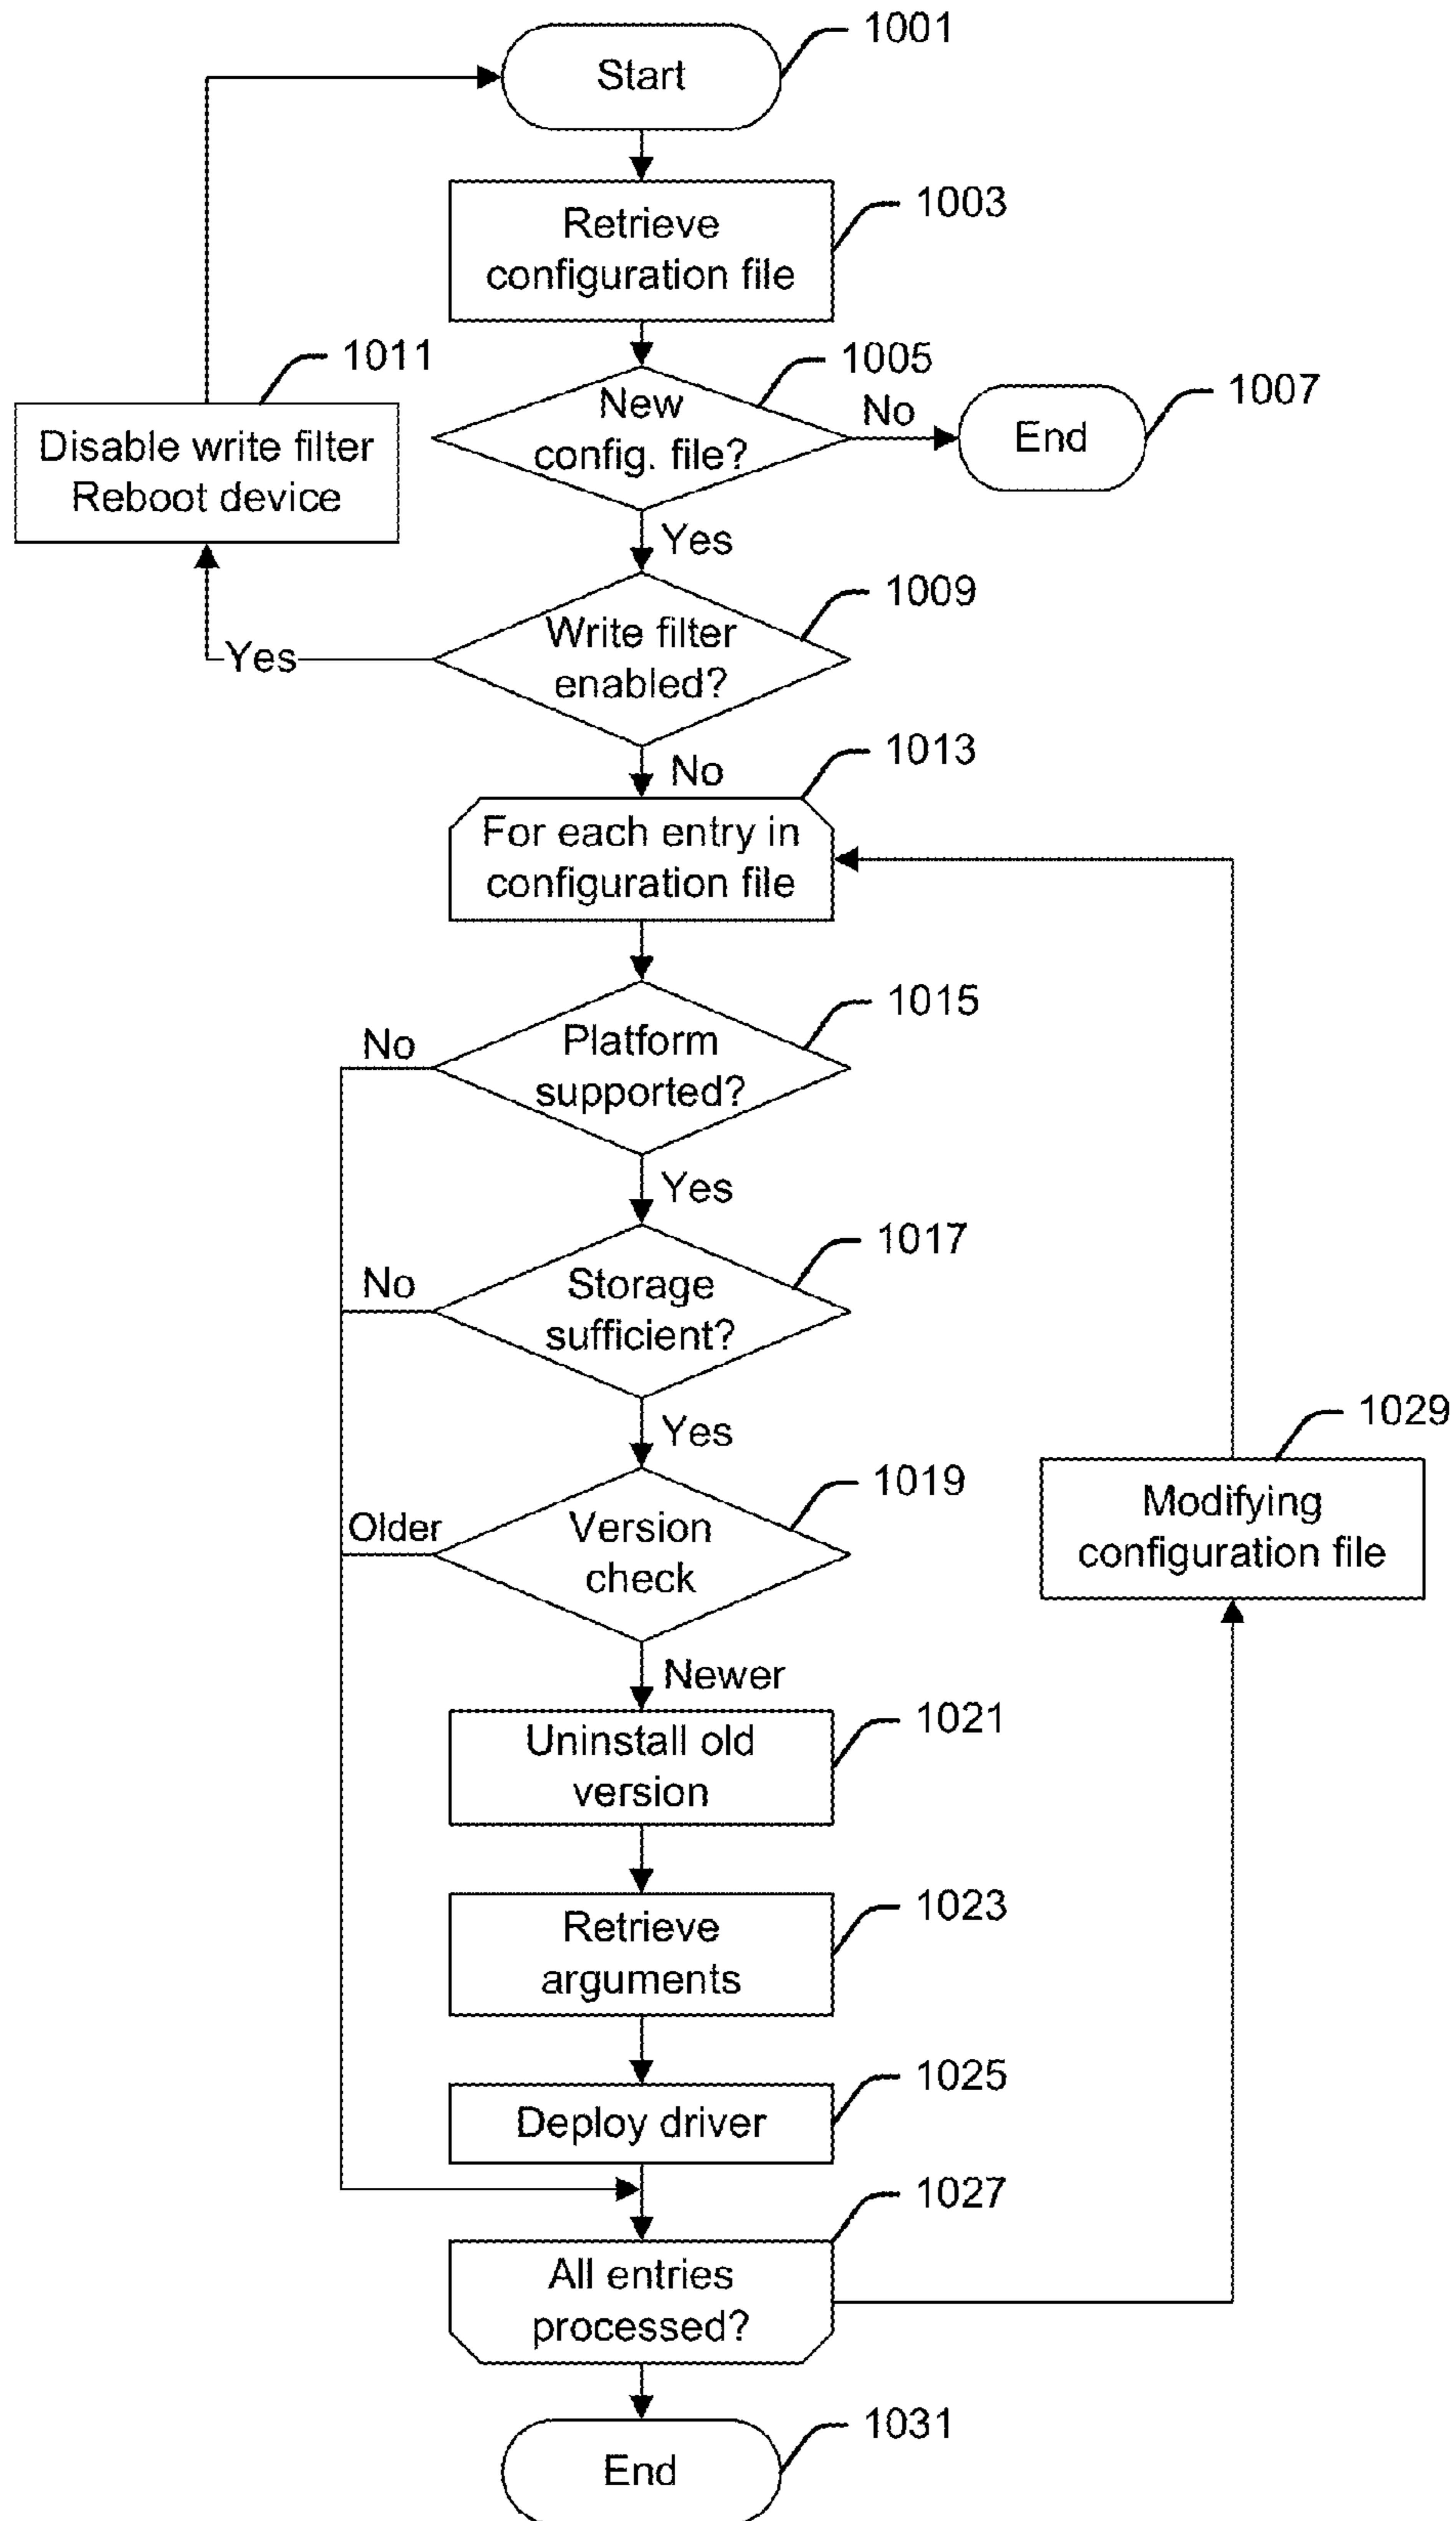 1001
Start
1003
Retrieve
configuration file
1011
1005
1007
New
config. file?
No
End
Disable write filter
Reboot device
Yes
1009
Write filter
enabled?
Yes
1013
No
For each entry in
configuration file
1015
No
Platform
supported?
Yes
1017
No
Storage
sufficient?
1029
Yes
1019
Modifying
configuration file
Older
Version
check
Newer
1021
Uninstall old
version
1023
Retrieve
arguments
1025
Deploy driver
1027
All entries
processed?
1031
End